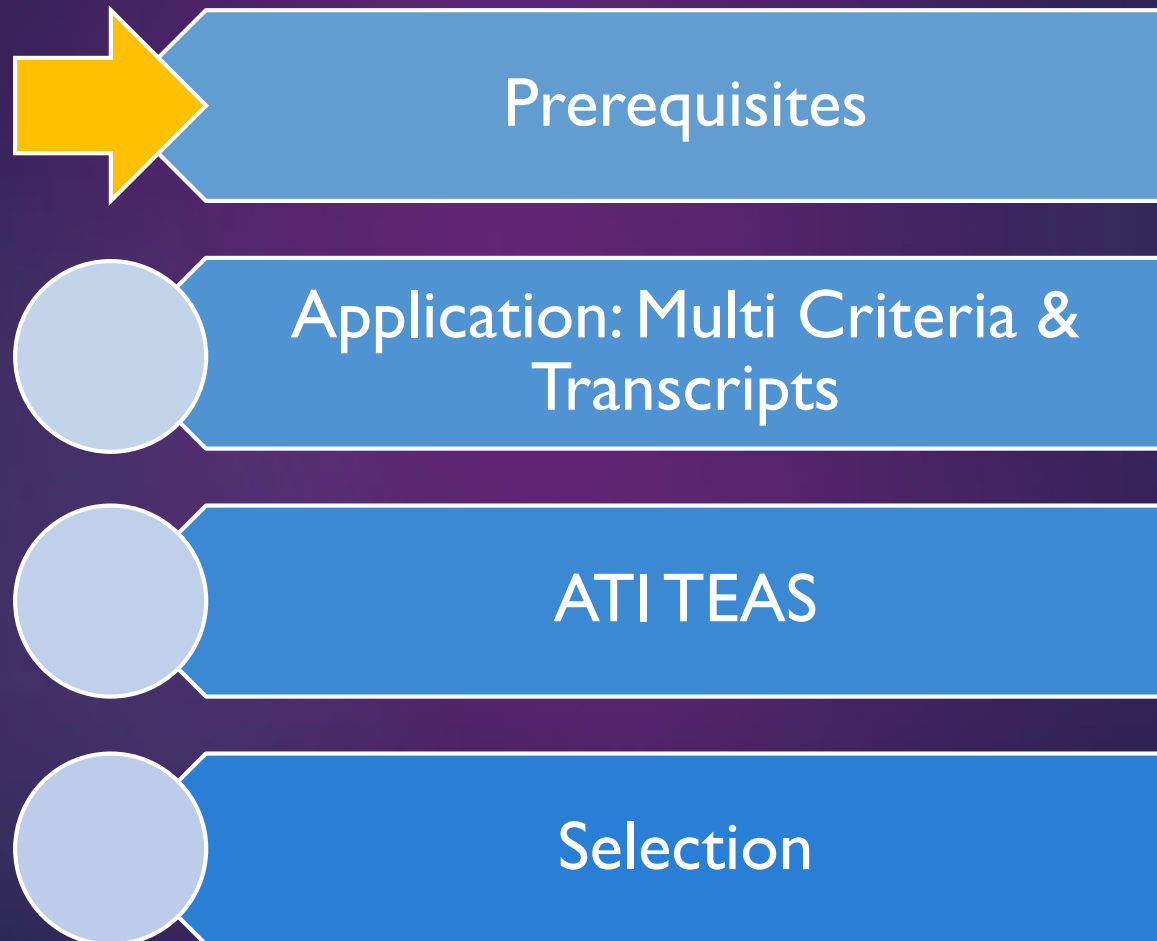 Prerequisites
Application: Multi Criteria &
Transcripts
ATI TEAS
Selection